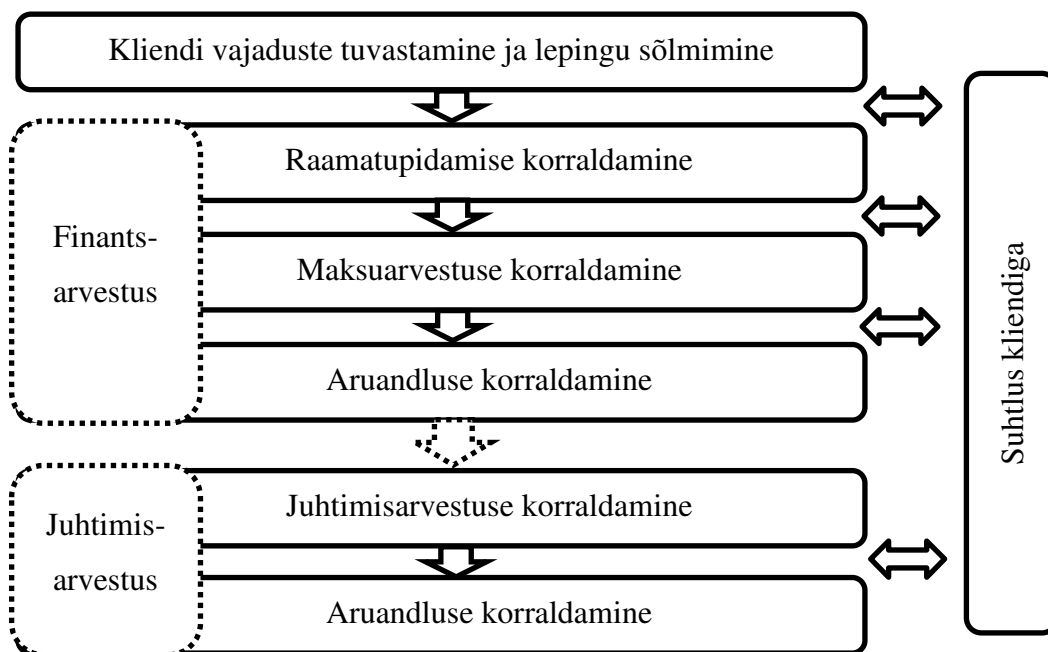 Kliendi vajaduste tuvastamine ja lepingu sõlmimine
Raamatupidamise korraldamine
Finants-
arvestus
Maksuarvestuse korraldamine
Aruandluse korraldamine
Juhtimis-
arvestus
Juhtimisarvestuse korraldamine
Aruandluse korraldamine
Suhtlus kliendiga